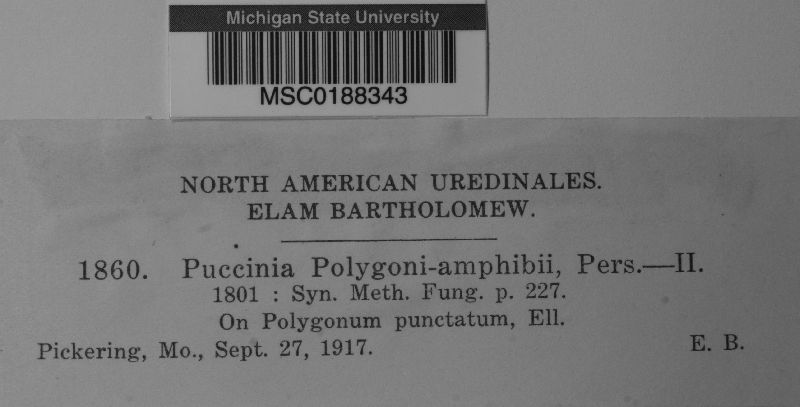 Michigan State University
MSC0188343
NORTH AMERICAN UREDINALES.
ELAM BARTHOLOMEW.
1860. Puccinia Polygoni-amphibii, Pers.—II.
1801 : Syn. Meth. Fung. p. 227.
On Polygonum punctatum, Ell.
Pickering, Mo., Sept. 27, 1917. E. B.